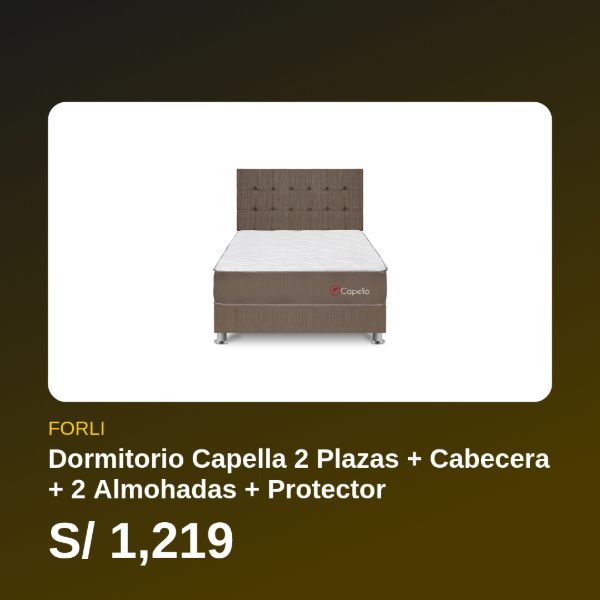 Capella
FORLI
Dormitorio Capella 2 Plazas + Cabecera
+ 2 Almohadas + Protector
S/ 1,219